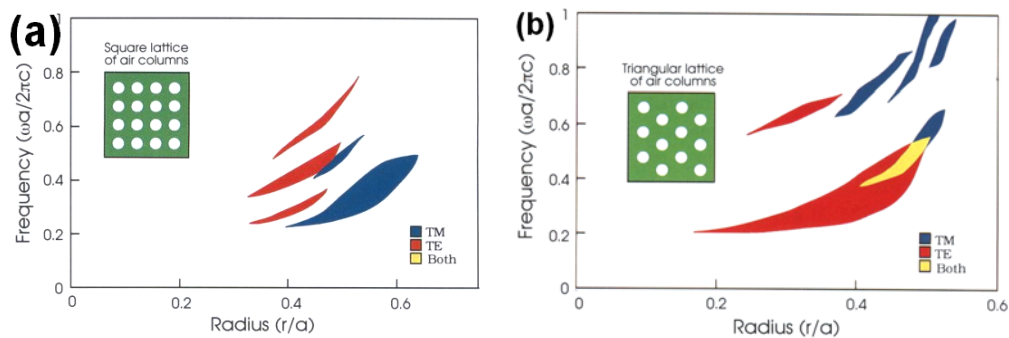 (a)
Square lattice
of air columns
Frequency (ωa/2πc)
0.8
0.6
0.4
0.2
0
TM
TE
Both
0
0.2
0.4
0.6
Radius (r/a)
(b)
Triangular lattice
of air columns
Frequency (ωa/2πc)
1
0.8
0.6
0.4
0.2
0
TM
TE
Both
0
0.2
0.4
0.6
Radius (r/a)